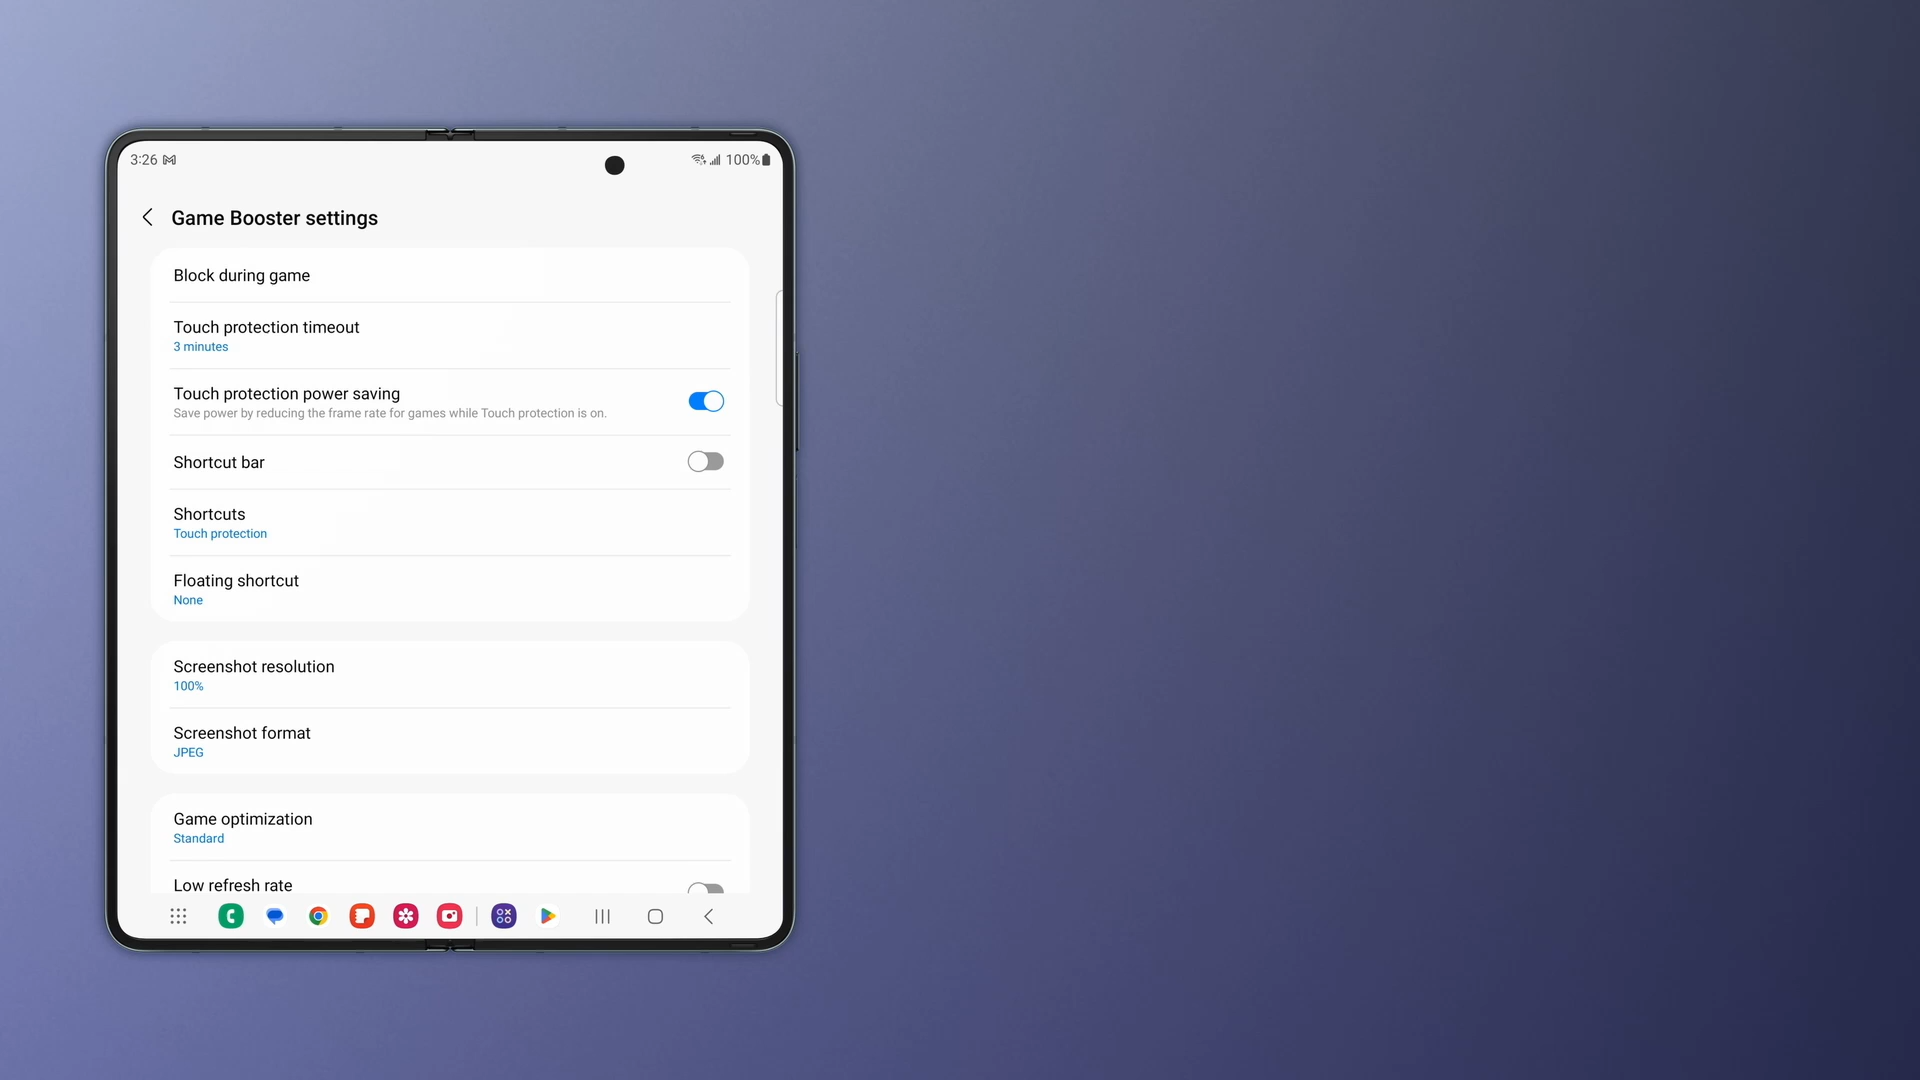 3:26
100%
Game Booster settings
Block during game
Touch protection timeout
3 minutes
Touch protection power saving
Save power by reducing the frame rate for games while Touch protection is on.
Shortcut bar
Shortcuts
Touch protection
Floating shortcut
None
Screenshot resolution
100%
Screenshot format
JPEG
Game optimization
Standard
Low refresh rate